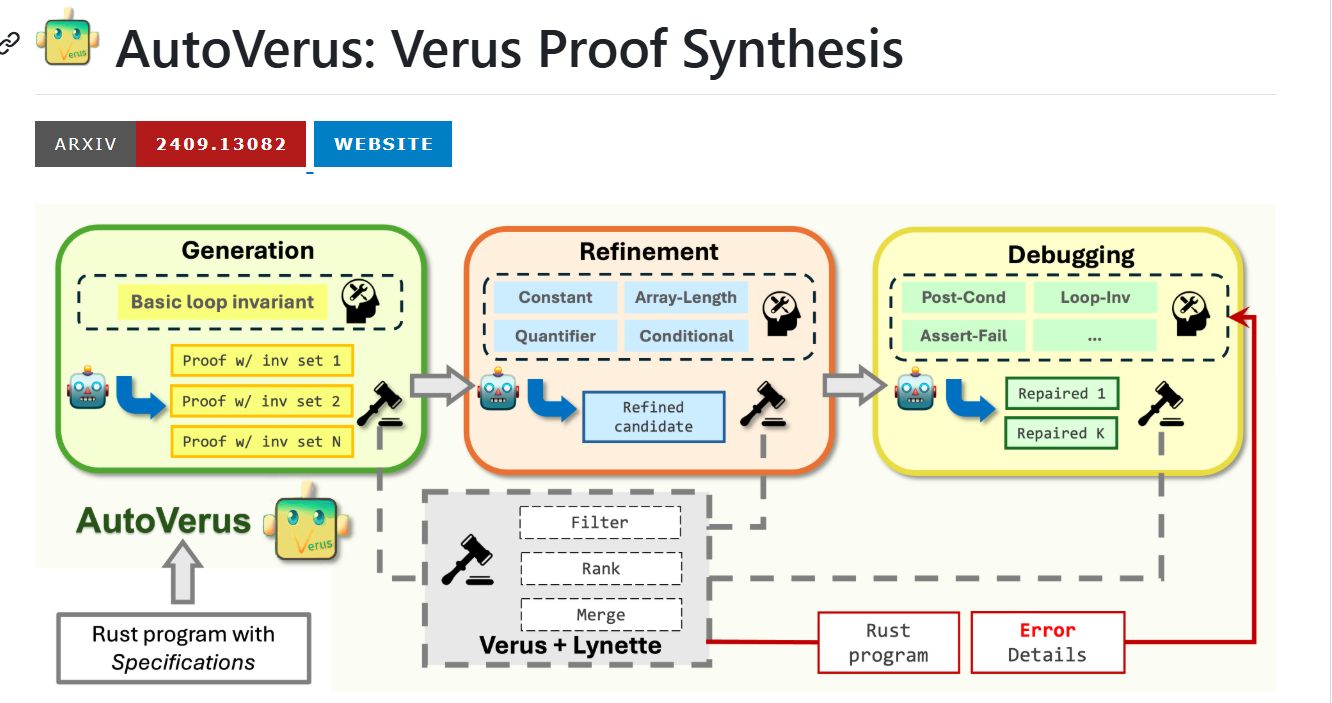 Verus
AutoVerus: Verus Proof Synthesis
ARXIV 2409.13082 WEBSITE
Generation
Basic loop invariant
Proof w/ inv set 1
Proof w/ inv set 2
Proof w/ inv set N
Refinement
Constant Array-Length
Quantifier Conditional
Refined
candidate
Debugging
Post-Cond Loop-Inv
Assert-Fail ...
Repaired 1
Repaired K
AutoVerus Verus
Rust program with
Specifications
Filter
Rank
Merge
Verus + Lynette
Rust
program
Error
Details